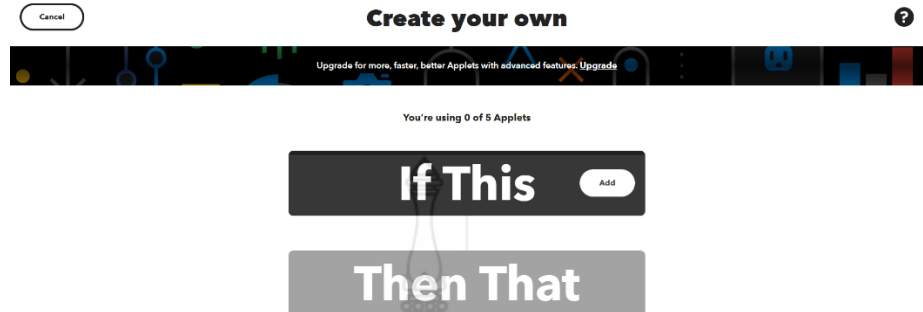 Cancel
Create your own
?
Upgrade for more, faster, better Applets with advanced features. Upgrade
You're using 0 of 5 Applets
If This
Add
Then That